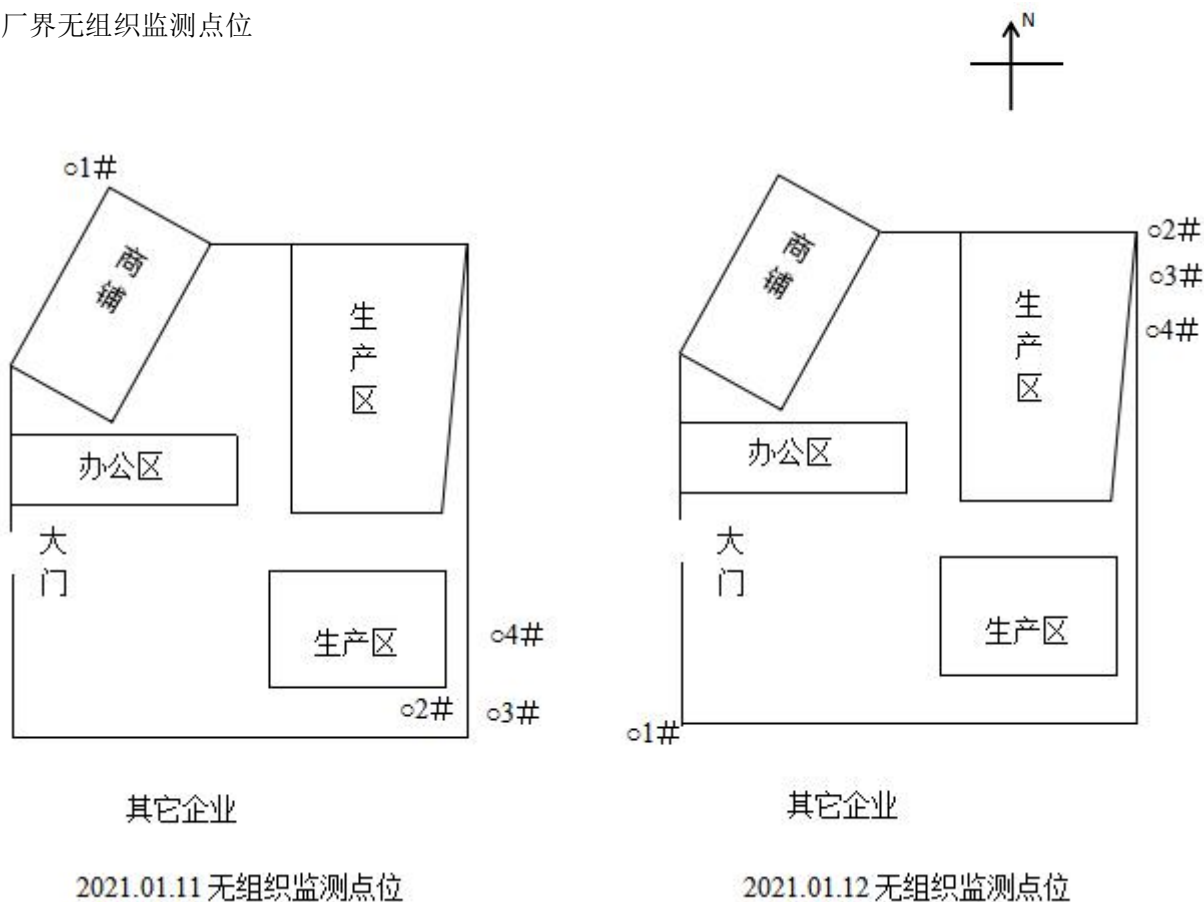 厂界无组织监测点位
N
○1#
商铺
生产区
办公区
大门
生产区
○4#
○2#
○3#
其它企业
2021.01.11 无组织监测点位
商铺
生产区
○2#
○3#
○4#
办公区
大门
生产区
○1#
其它企业
2021.01.12 无组织监测点位